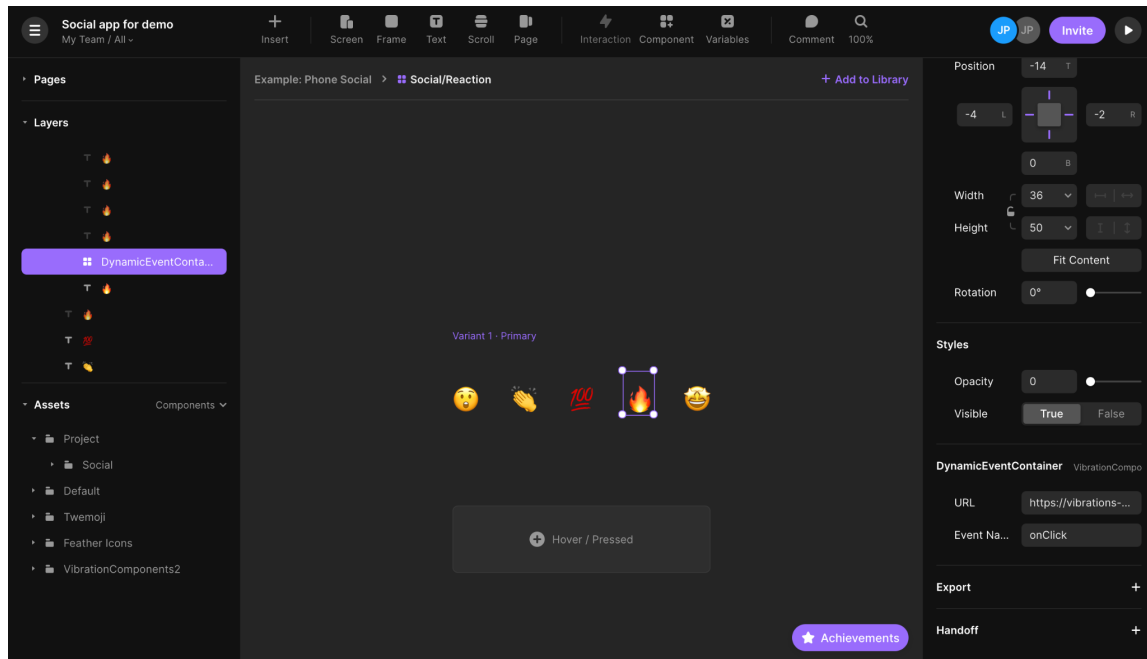 Social app for demo
My Team / All
Insert
Screen
Frame
Text
Scroll
Page
Interaction
Component
Variables
Comment
100%
JP
JP
Invite
Pages
Layers
T 🔥
T 🔥
T 🔥
T 🔥
DynamicEventConta...
T 🔥
T 🔥
T 💯
T 👏
Assets
Components
Project
Social
Default
Twemoji
Feather Icons
VibrationComponents2
Example: Phone Social > Social/Reaction
+ Add to Library
Variant 1 · Primary
😲 👏 💯 🔥 🤩
Hover / Pressed
Achievements
Position -14 T
-4 L
-2 R
0 B
Width 36
Height 50
Fit Content
Rotation 0°
Styles
Opacity 0
Visible True False
DynamicEventContainer VibrationCompo
URL https://vibrations-...
Event Na... onClick
Export +
Handoff +